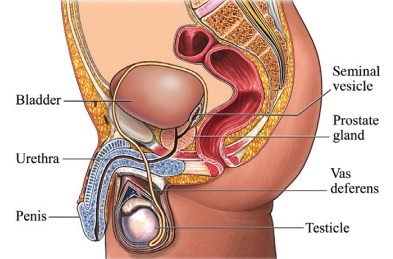 Bladder
Urethra
Penis
Seminal
vesicle
Prostate
gland
Vas
deferens
Testicle